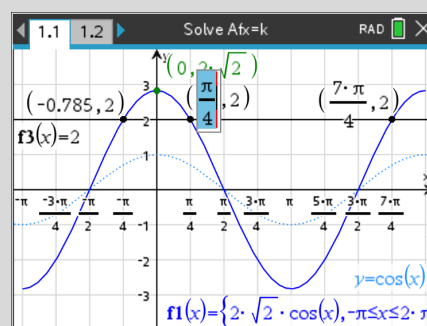 1.1 1.2 Solve Afx=k RAD
y
(0,2·√2)
3
(-0.785,2) (π/4,2) (7·π/4,2)
2
f3(x)=2
1
x
-π -3·π/4 -π/2 -π/4 π/4 π/2 3·π/4 π 5·π/4 3·π/2 7·π/4
-1
y=cos(x)
-3
f1(x)={2·√2·cos(x),-π≤x≤2·π